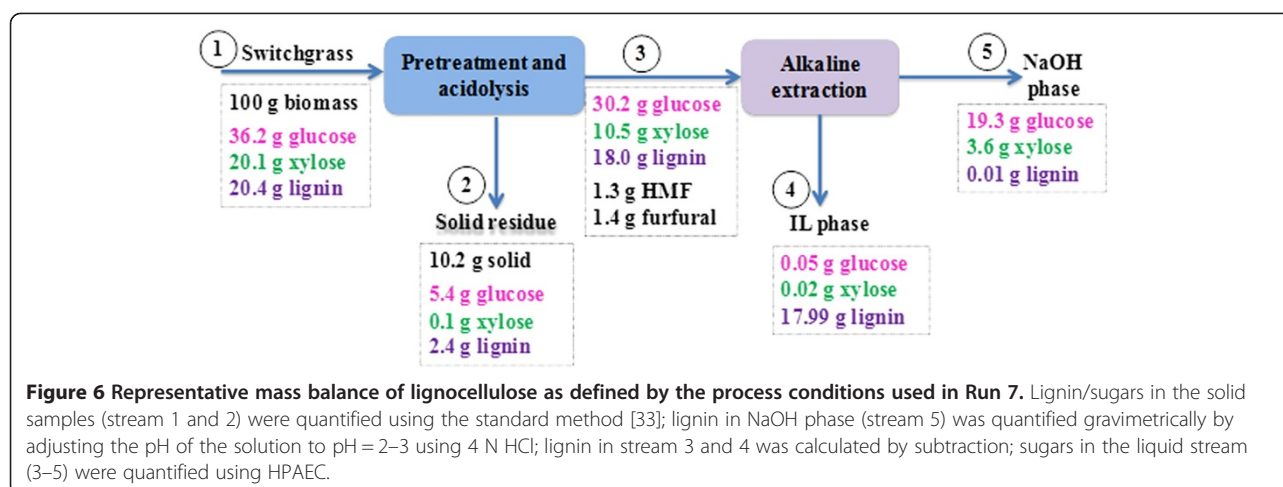 1
Switchgrass
100 g biomass
36.2 g glucose
20.1 g xylose
20.4 g lignin
Pretreatment and
acidolysis
2
Solid residue
10.2 g solid
5.4 g glucose
0.1 g xylose
2.4 g lignin
3
30.2 g glucose
10.5 g xylose
18.0 g lignin
1.3 g HMF
1.4 g furfural
Alkaline
extraction
4
IL phase
0.05 g glucose
0.02 g xylose
17.99 g lignin
5
NaOH
phase
19.3 g glucose
3.6 g xylose
0.01 g lignin
Figure 6 Representative mass balance of lignocellulose as defined by the process conditions used in Run 7. Lignin/sugars in the solid
samples (stream 1 and 2) were quantified using the standard method [33]; lignin in NaOH phase (stream 5) was quantified gravimetrically by
adjusting the pH of the solution to pH = 2–3 using 4 N HCl; lignin in stream 3 and 4 was calculated by subtraction; sugars in the liquid stream
(3–5) were quantified using HPAEC.